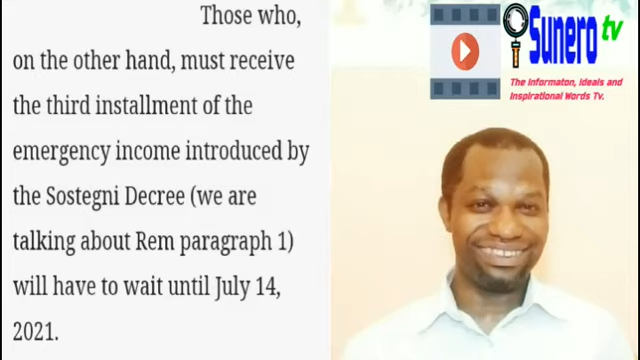 Those who,
on the other hand, must receive
the third installment of the
emergency income introduced by
the Sostegni Decree (we are
talking about Rem paragraph 1)
will have to wait until July 14,
2021.
Sunero tv
The Informaton, Ideals and
Inspirational Words Tv.